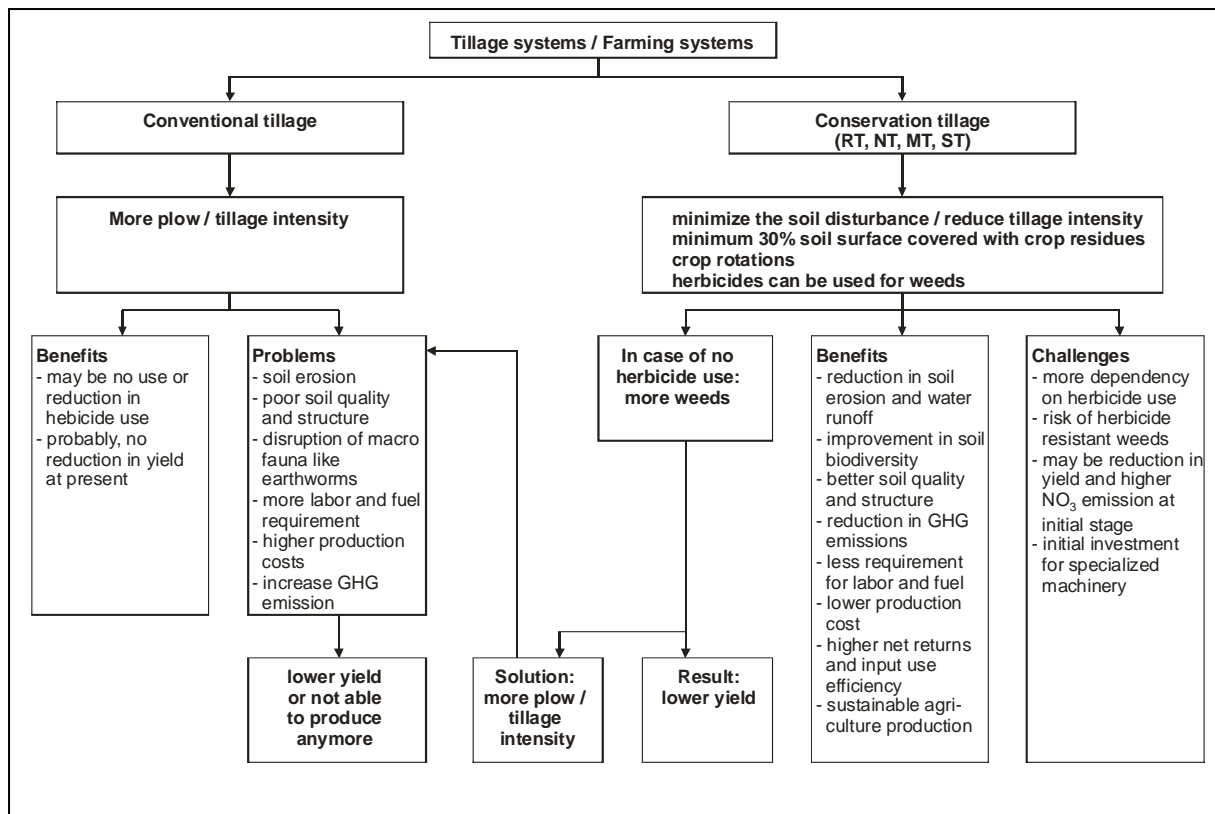 Tillage systems / Farming systems
Conventional tillage
Conservation tillage
(RT, NT, MT, ST)
More plow / tillage intensity
minimize the soil disturbance / reduce tillage intensity
minimum 30% soil surface covered with crop residues
crop rotations
herbicides can be used for weeds
Benefits
- may be no use or
reduction in
hebicide use
- probably, no
reduction in yield
at present
Problems
- soil erosion
- poor soil quality
and structure
- disruption of macro
fauna like
earthworms
- more labor and fuel
requirement
- higher production
costs
- increase GHG
emission
In case of no
herbicide use:
more weeds
Benefits
- reduction in soil
erosion and water
runoff
- improvement in soil
biodiversity
- better soil quality
and structure
- reduction in GHG
emissions
- less requirement
for labor and fuel
- lower production
cost
- higher net returns
and input use
efficiency
- sustainable agri-
culture production
Challenges
- more dependency
on herbicide use
- risk of herbicide
resistant weeds
- may be reduction in
yield and higher
NO3 emission at
initial stage
- initial investment
for specialized
machinery
lower yield
or not able
to produce
anymore
Solution:
more plow /
tillage
intensity
Result:
lower yield